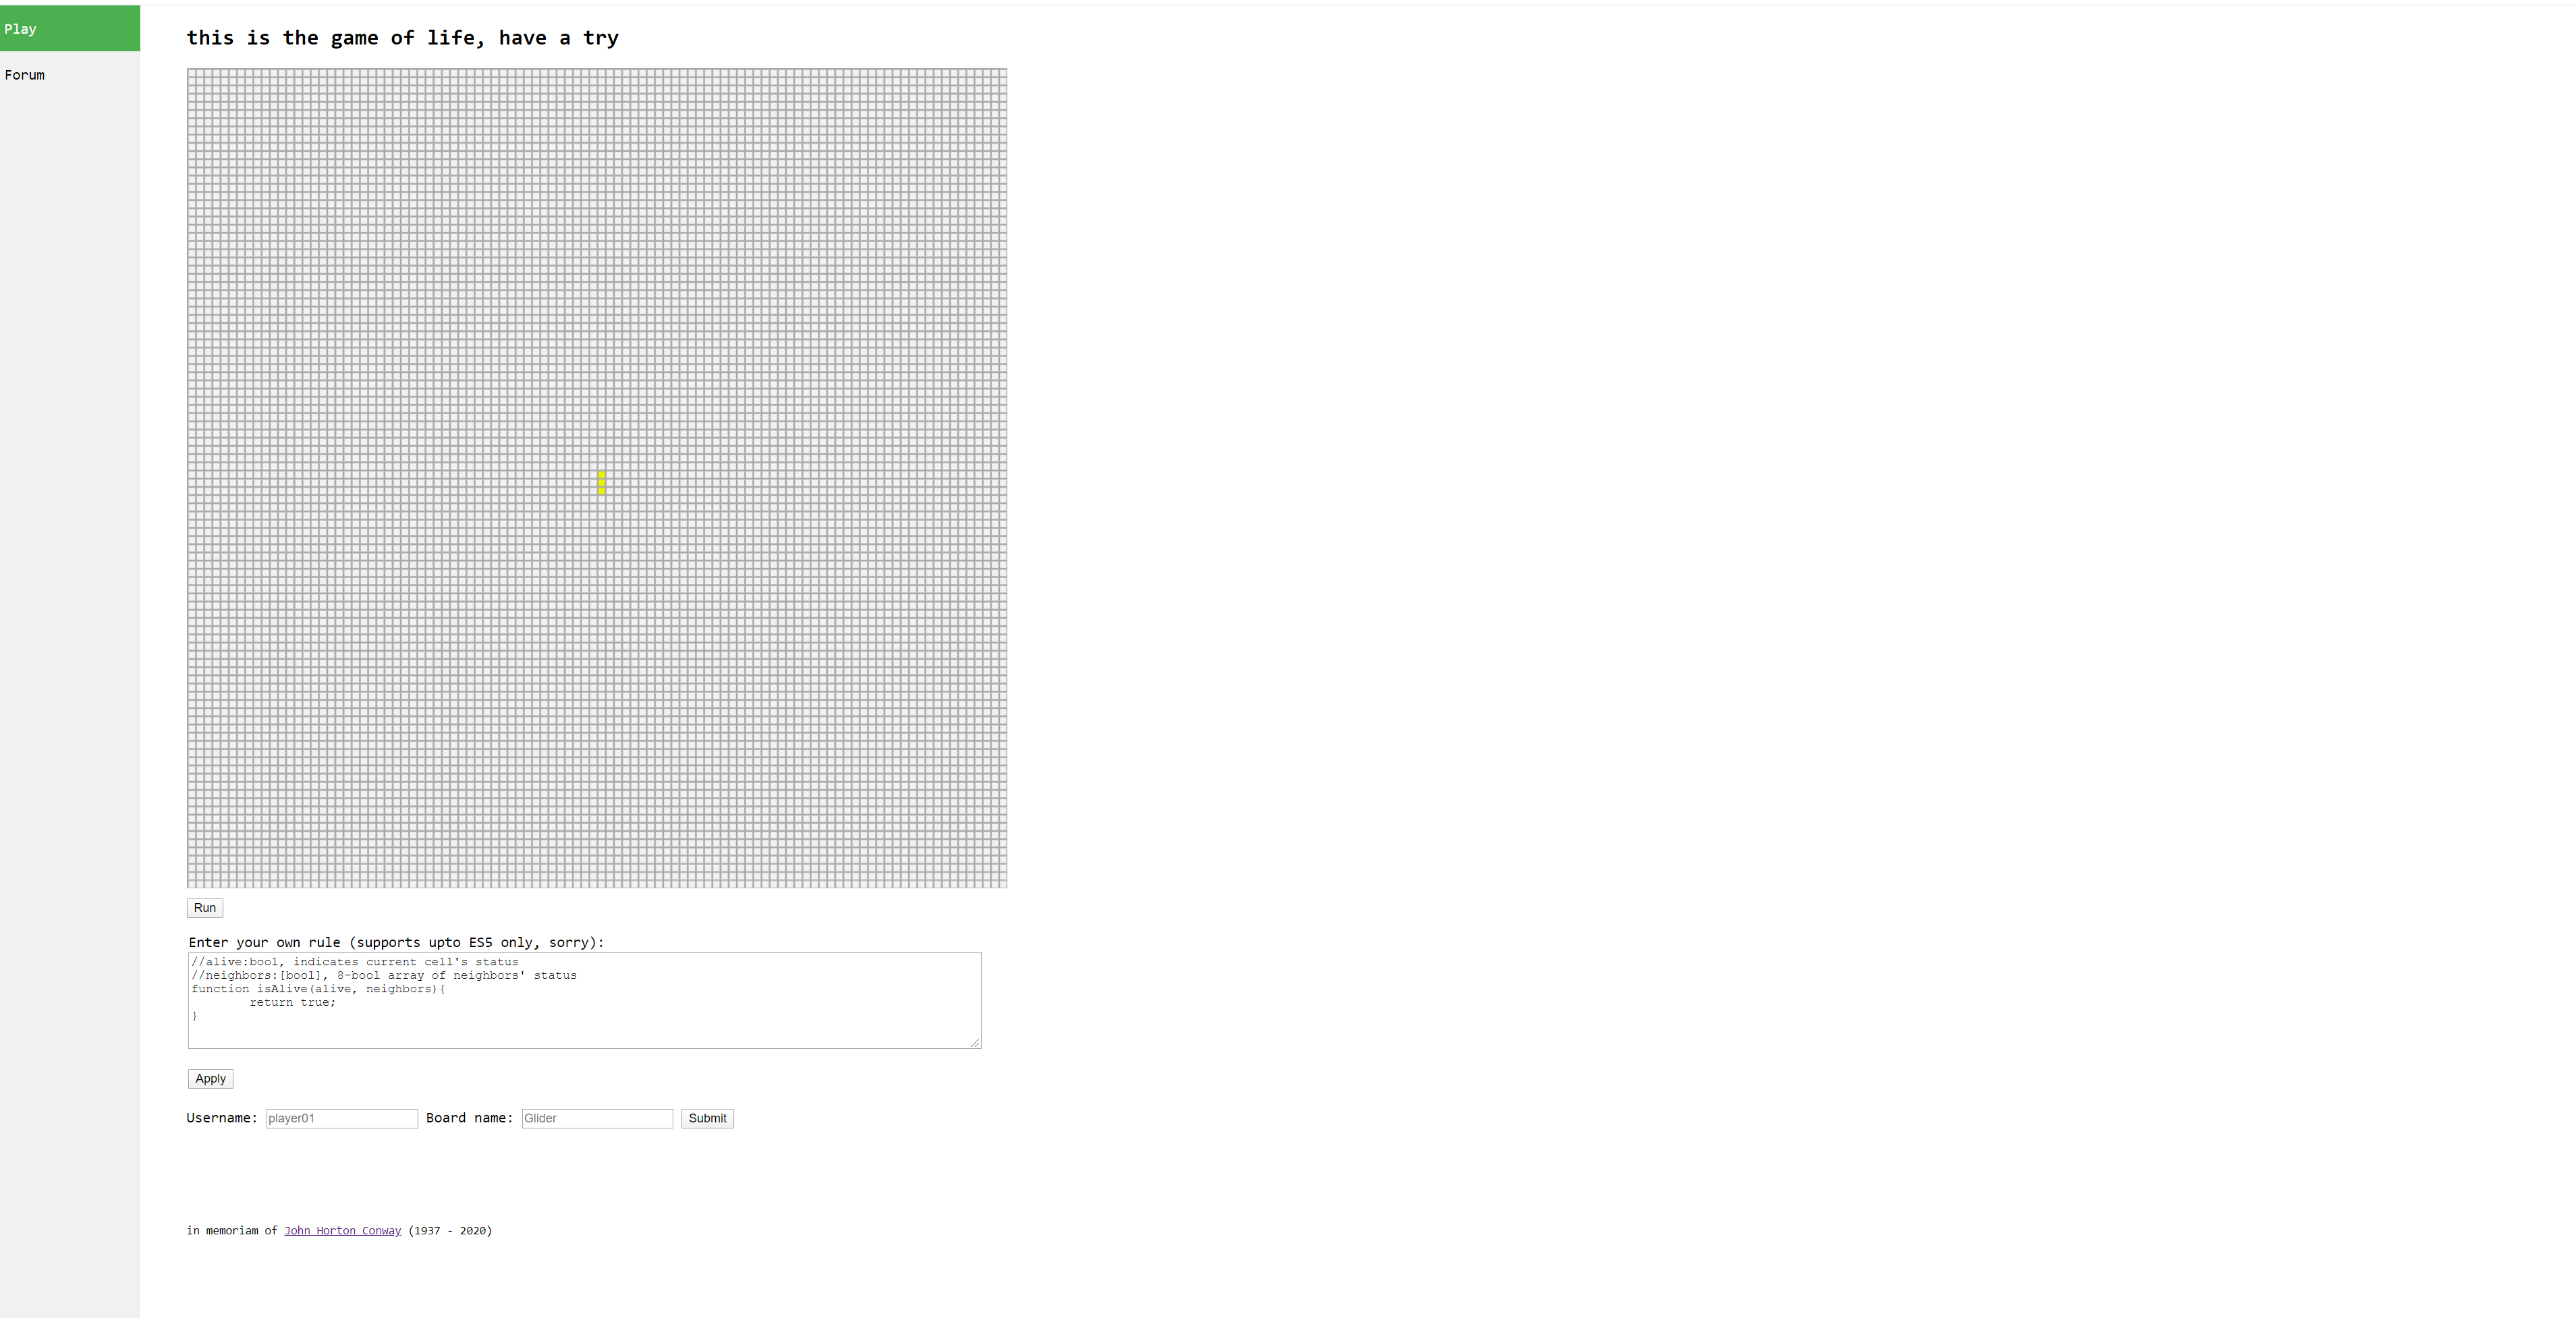 Play
Forum
this is the game of life, have a try
Run
Enter your own rule (supports upto ES5 only, sorry):
//alive:bool, indicates current cell's status
//neighbors:[bool], 8-bool array of neighbors' status
function isAlive(alive, neighbors){
        return true;
}
Apply
Username: player01 Board name: Glider Submit
in memoriam of John Horton Conway (1937 - 2020)